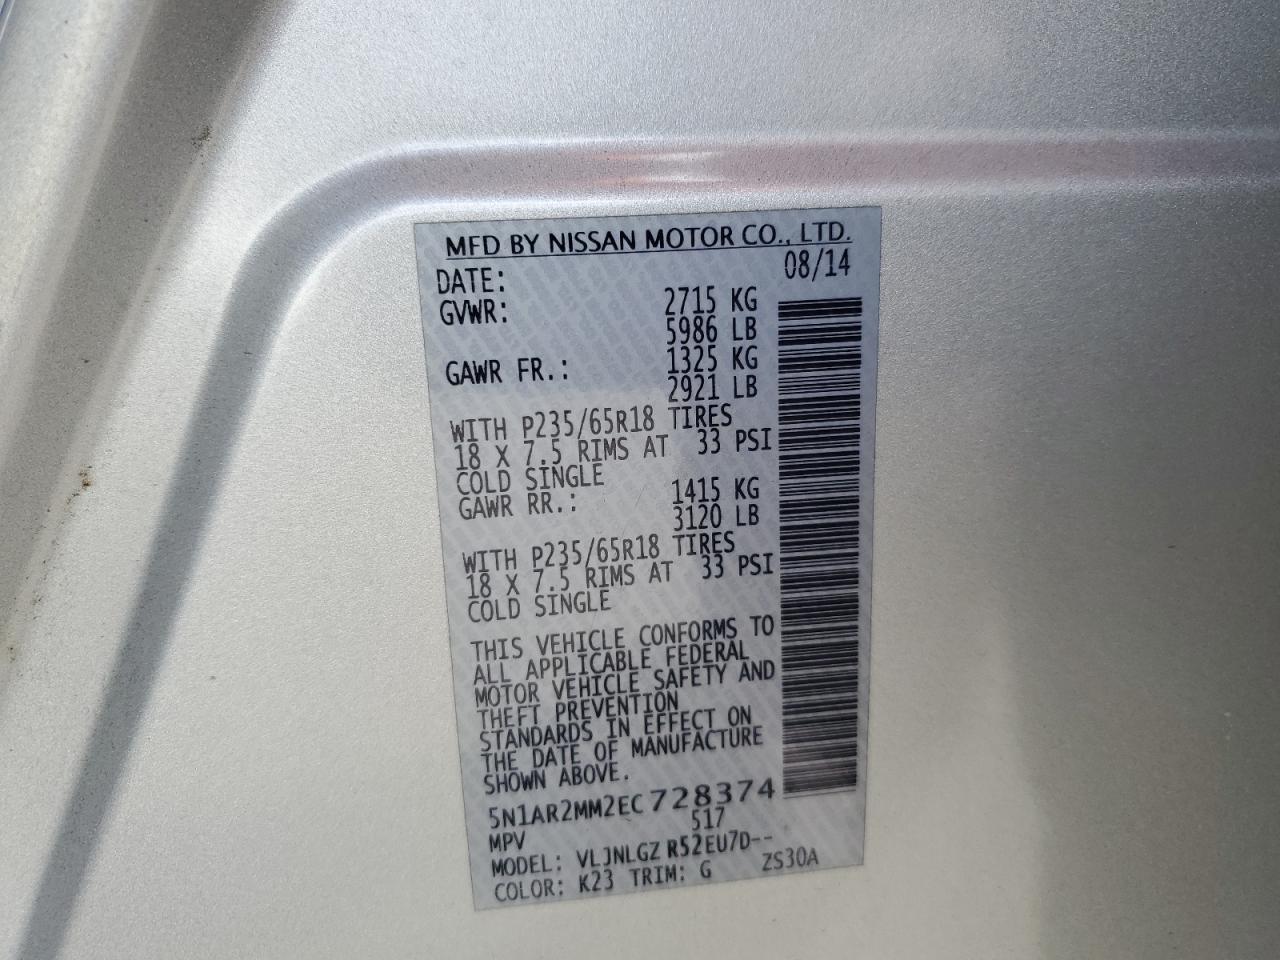 MFD BY NISSAN MOTOR CO., LTD.
DATE: 08/14
GVWR: 2715 KG
5986 LB
GAWR FR.: 1325 KG
2921 LB
WITH P235/65R18 TIRES
18 X 7.5 RIMS AT 33 PSI
COLD SINGLE
GAWR RR.: 1415 KG
3120 LB
WITH P235/65R18 TIRES
18 X 7.5 RIMS AT 33 PSI
COLD SINGLE
THIS VEHICLE CONFORMS TO
ALL APPLICABLE FEDERAL
MOTOR VEHICLE SAFETY AND
THEFT PREVENTION
STANDARDS IN EFFECT ON
THE DATE OF MANUFACTURE
SHOWN ABOVE.
5N1AR2MM2EC728374
MPV 517
MODEL: VLJNLGZ R52EU7D--
COLOR: K23 TRIM: G ZS30A